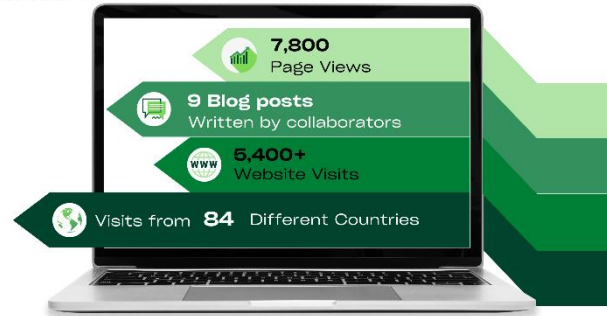 7,800
Page Views
9 Blog posts
Written by collaborators
www
5,400+
Website Visits
Visits from 84 Different Countries